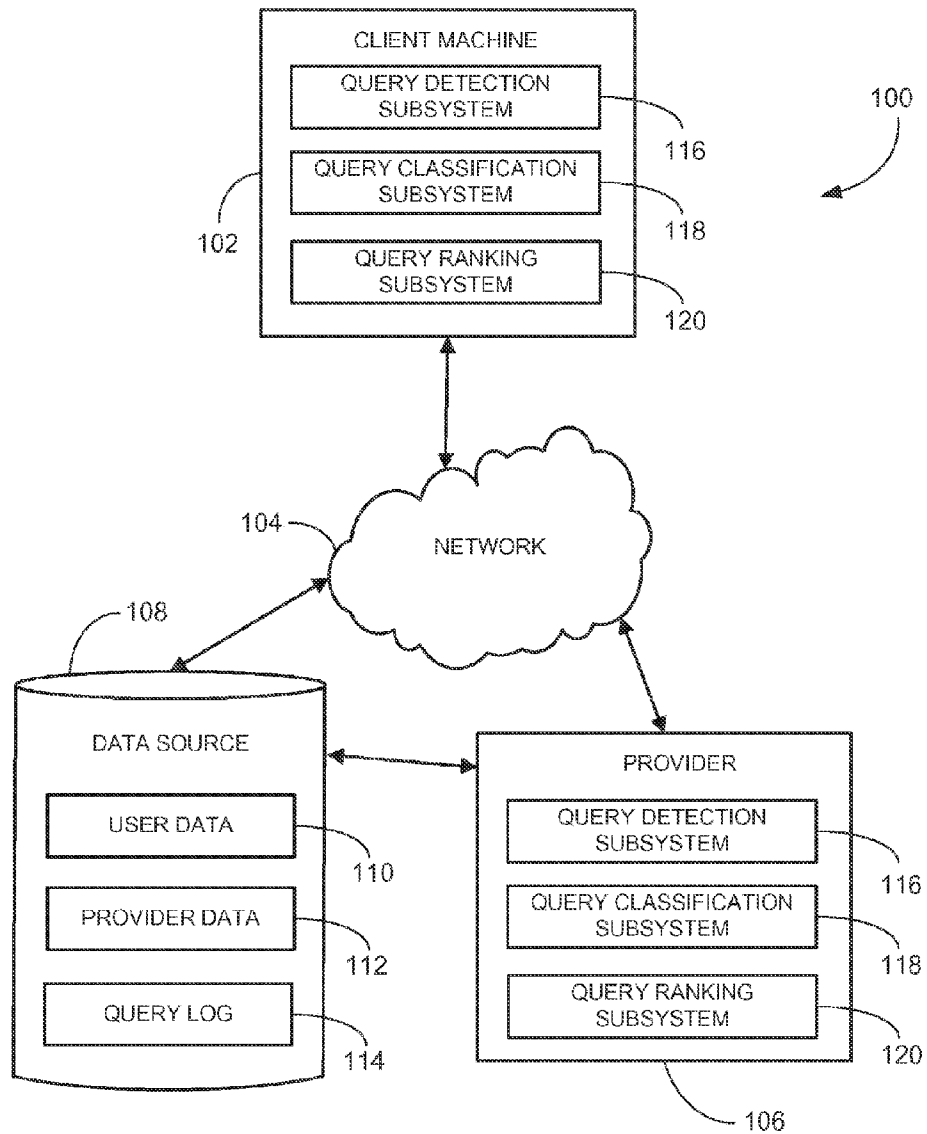 CLIENT MACHINE
QUERY DETECTION
SUBSYSTEM
116
100
QUERY CLASSIFICATION
SUBSYSTEM
118
102
QUERY RANKING
SUBSYSTEM
120
104
NETWORK
108
DATA SOURCE
USER DATA
110
PROVIDER DATA
112
QUERY LOG
114
PROVIDER
QUERY DETECTION
SUBSYSTEM
116
QUERY CLASSIFICATION
SUBSYSTEM
118
QUERY RANKING
SUBSYSTEM
120
106